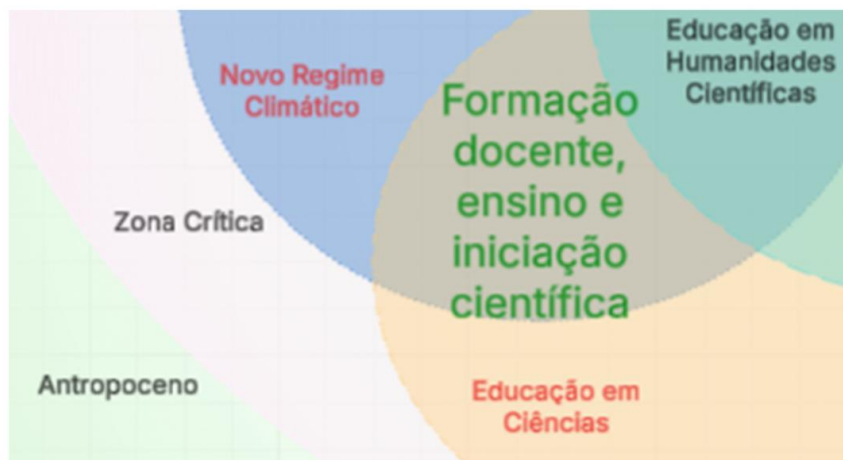 Novo Regime
Climático
Formação
docente,
ensino e
iniciação
científica
Educação em
Humanidades
Científicas
Zona Crítica
Antropoceno
Educação em
Ciências